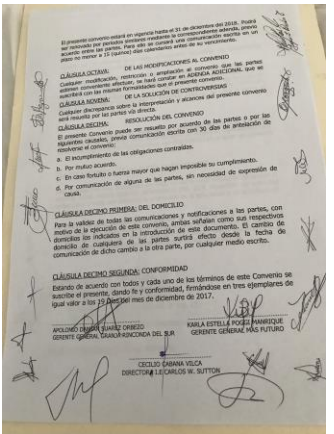 El presente convenio estará en vigencia hasta el 31 de diciembre del 2018. Podrá
ser renovado por periodos similares mediante la correspondiente adenda, previo
acuerdo entre las partes. Para ello se cursará una comunicación escrita en un
plazo no menor a 15 (quince) días calendarios antes de su vencimiento.
CLÁUSULA OCTAVA: DE LAS MODIFICACIONES AL CONVENIO
Cualquier modificación, restricción o ampliación al convenio que las partes
estimen conveniente efectuar, se hará constar en ADENDA ADICIONAL, que se
suscribirá con las mismas formalidades que el presente convenio.
CLÁUSULA NOVENA: DE LA SOLUCIÓN DE CONTROVERSIAS
Cualquier discrepancia sobre la interpretación y alcances del presente convenio
será resuelta por las partes vía directa.
CLÁUSULA DECIMA: RESOLUCIÓN DEL CONVENIO
El presente Convenio puede ser resuelto por acuerdo de las partes o por las
siguientes causales, previa comunicación escrita con 30 días de antelación de
resolverse el convenio:
a. El incumplimiento de las obligaciones contraídas.
b. Por mutuo acuerdo.
c. En caso fortuito o fuerza mayor que hagan imposible su cumplimiento.
d. Por comunicación de alguna de las partes, sin necesidad de expresión de
causa.
CLÁUSULA DECIMO PRIMERA: DEL DOMICILIO
Para la validez de todas las comunicaciones y notificaciones a las partes, con
motivo de la ejecución de este convenio, ambas señalan como sus respectivos
domicilios los indicados en la introducción de este documento. El cambio de
domicilio de cualquiera de las partes surtirá efecto desde la fecha de
comunicación de dicho cambio a la otra parte, por cualquier medio escrito.
CLÁUSULA DECIMO SEGUNDA: CONFORMIDAD
Estando de acuerdo con todos y cada uno de los términos de este Convenio se
suscribe el presente, dando fe y conformidad, firmándose en tres ejemplares de
igual valor a los 19 días del mes de diciembre de 2017.
APOLONIO SUAREZ ORBEZO
GERENTE GENERAL GRANJA RINCONADA DEL SUR
KARLA ESTELLA POGGI MANRIQUE
GERENTE GENERAL MAS FUTURO
CECILIO CABANA VILCA
DIRECTOR I.E CARLOS W. SUTTON